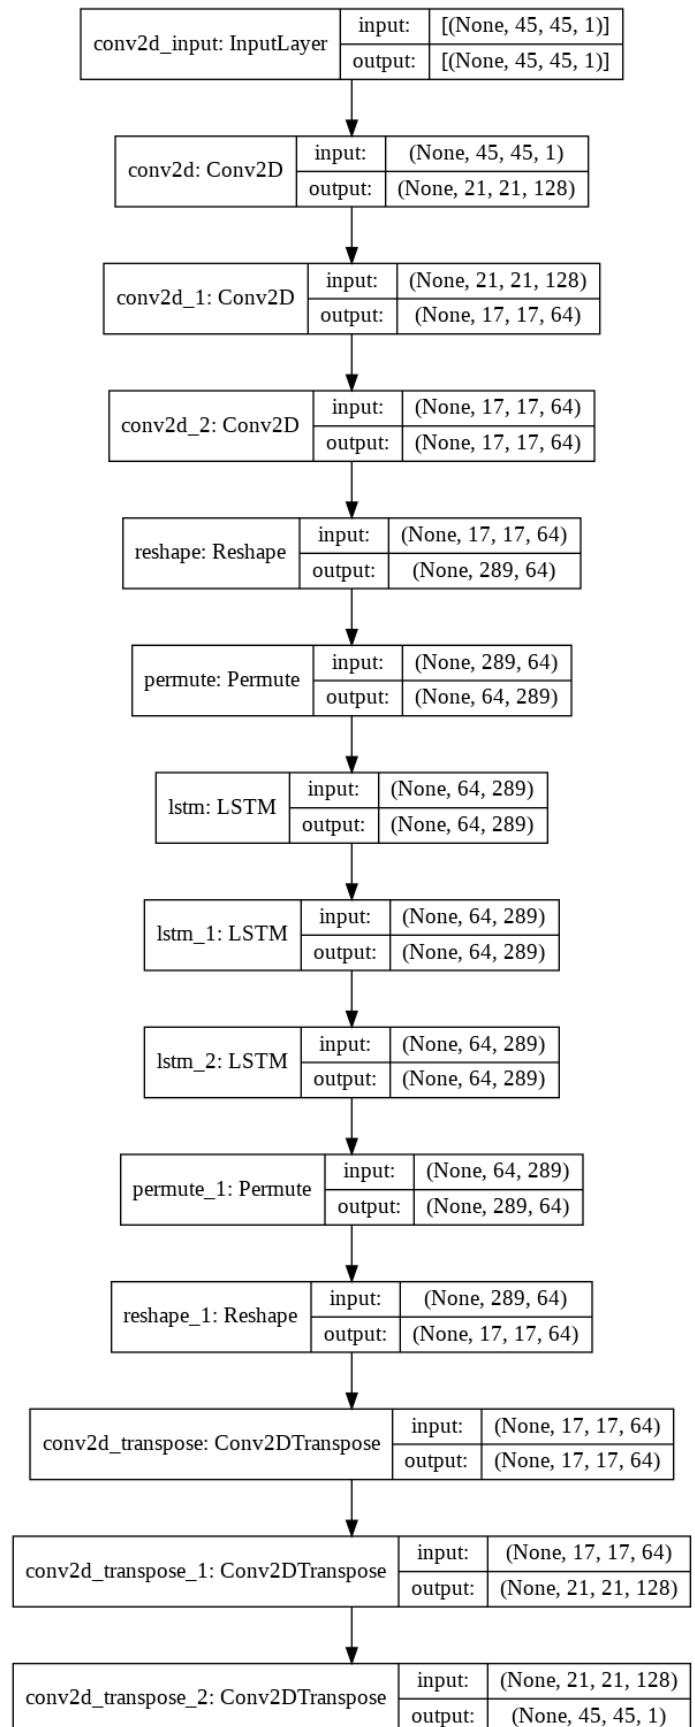 conv2d_input: InputLayer
input: [(None, 45, 45, 1)]
output: [(None, 45, 45, 1)]
conv2d: Conv2D
input: (None, 45, 45, 1)
output: (None, 21, 21, 128)
conv2d_1: Conv2D
input: (None, 21, 21, 128)
output: (None, 17, 17, 64)
conv2d_2: Conv2D
input: (None, 17, 17, 64)
output: (None, 17, 17, 64)
reshape: Reshape
input: (None, 17, 17, 64)
output: (None, 289, 64)
permute: Permute
input: (None, 289, 64)
output: (None, 64, 289)
lstm: LSTM
input: (None, 64, 289)
output: (None, 64, 289)
lstm_1: LSTM
input: (None, 64, 289)
output: (None, 64, 289)
lstm_2: LSTM
input: (None, 64, 289)
output: (None, 64, 289)
permute_1: Permute
input: (None, 64, 289)
output: (None, 289, 64)
reshape_1: Reshape
input: (None, 289, 64)
output: (None, 17, 17, 64)
conv2d_transpose: Conv2DTranspose
input: (None, 17, 17, 64)
output: (None, 17, 17, 64)
conv2d_transpose_1: Conv2DTranspose
input: (None, 17, 17, 64)
output: (None, 21, 21, 128)
conv2d_transpose_2: Conv2DTranspose
input: (None, 21, 21, 128)
output: (None, 45, 45, 1)